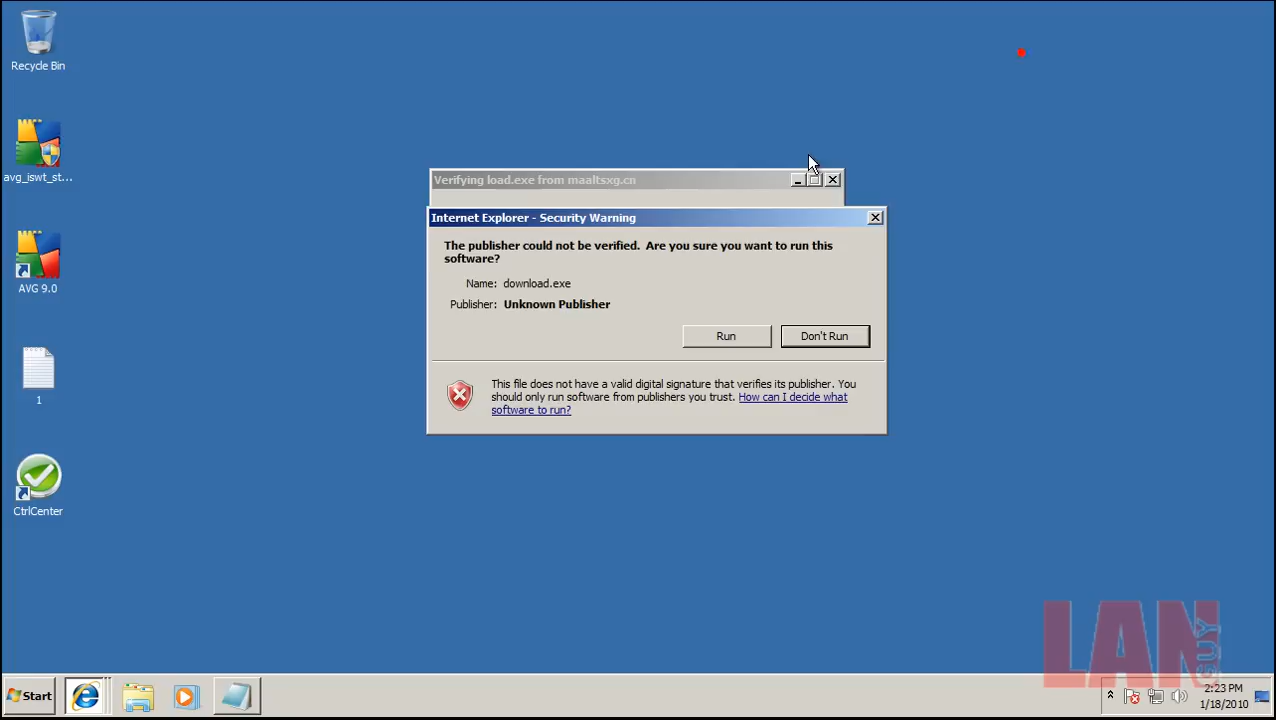 Recycle Bin
avg_iswt_st...
AVG 9.0
1
CtrlCenter
Verifying load.exe from maaltsxg.cn
Internet Explorer - Security Warning
The publisher could not be verified. Are you sure you want to run this
software?
Name: download.exe
Publisher: Unknown Publisher
Run
Don't Run
This file does not have a valid digital signature that verifies its publisher. You
should only run software from publishers you trust. How can I decide what
software to run?
LAN
GUY
Start
2:23 PM
1/18/2010